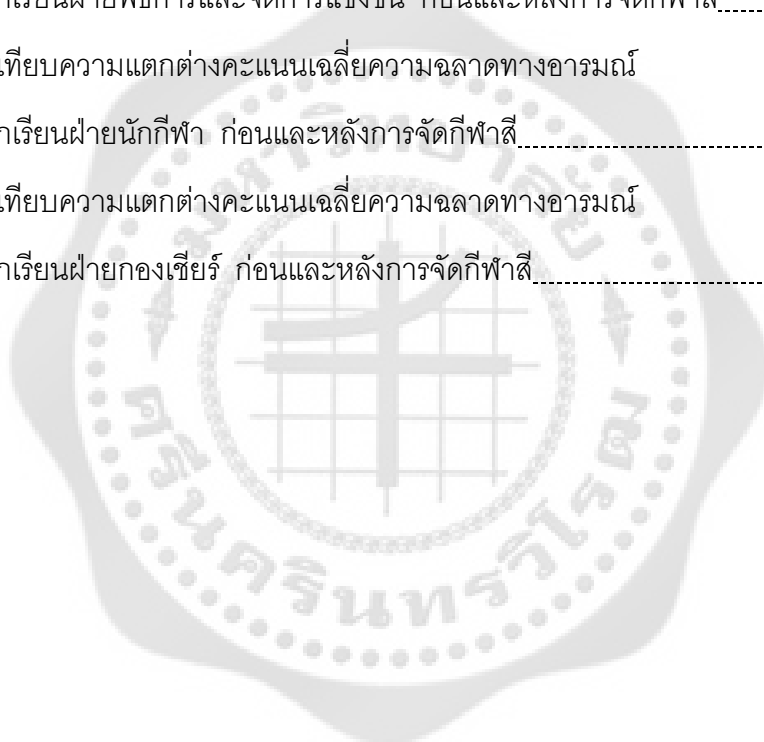 กเรียนฝ่ายพิธีการและจัดการแข่งขัน ก่อนและหลังการจัดกีฬาสี
เทียบความแตกต่างคะแนนเฉลี่ยความฉลาดทางอารมณ์
กเรียนฝ่ายนักกีฬา ก่อนและหลังการจัดกีฬาสี
เทียบความแตกต่างคะแนนเฉลี่ยความฉลาดทางอารมณ์
กเรียนฝ่ายกองเชียร์ ก่อนและหลังการจัดกีฬาสี
มหาวิทยาลัย
ศรีนครินทรวิโรฒ